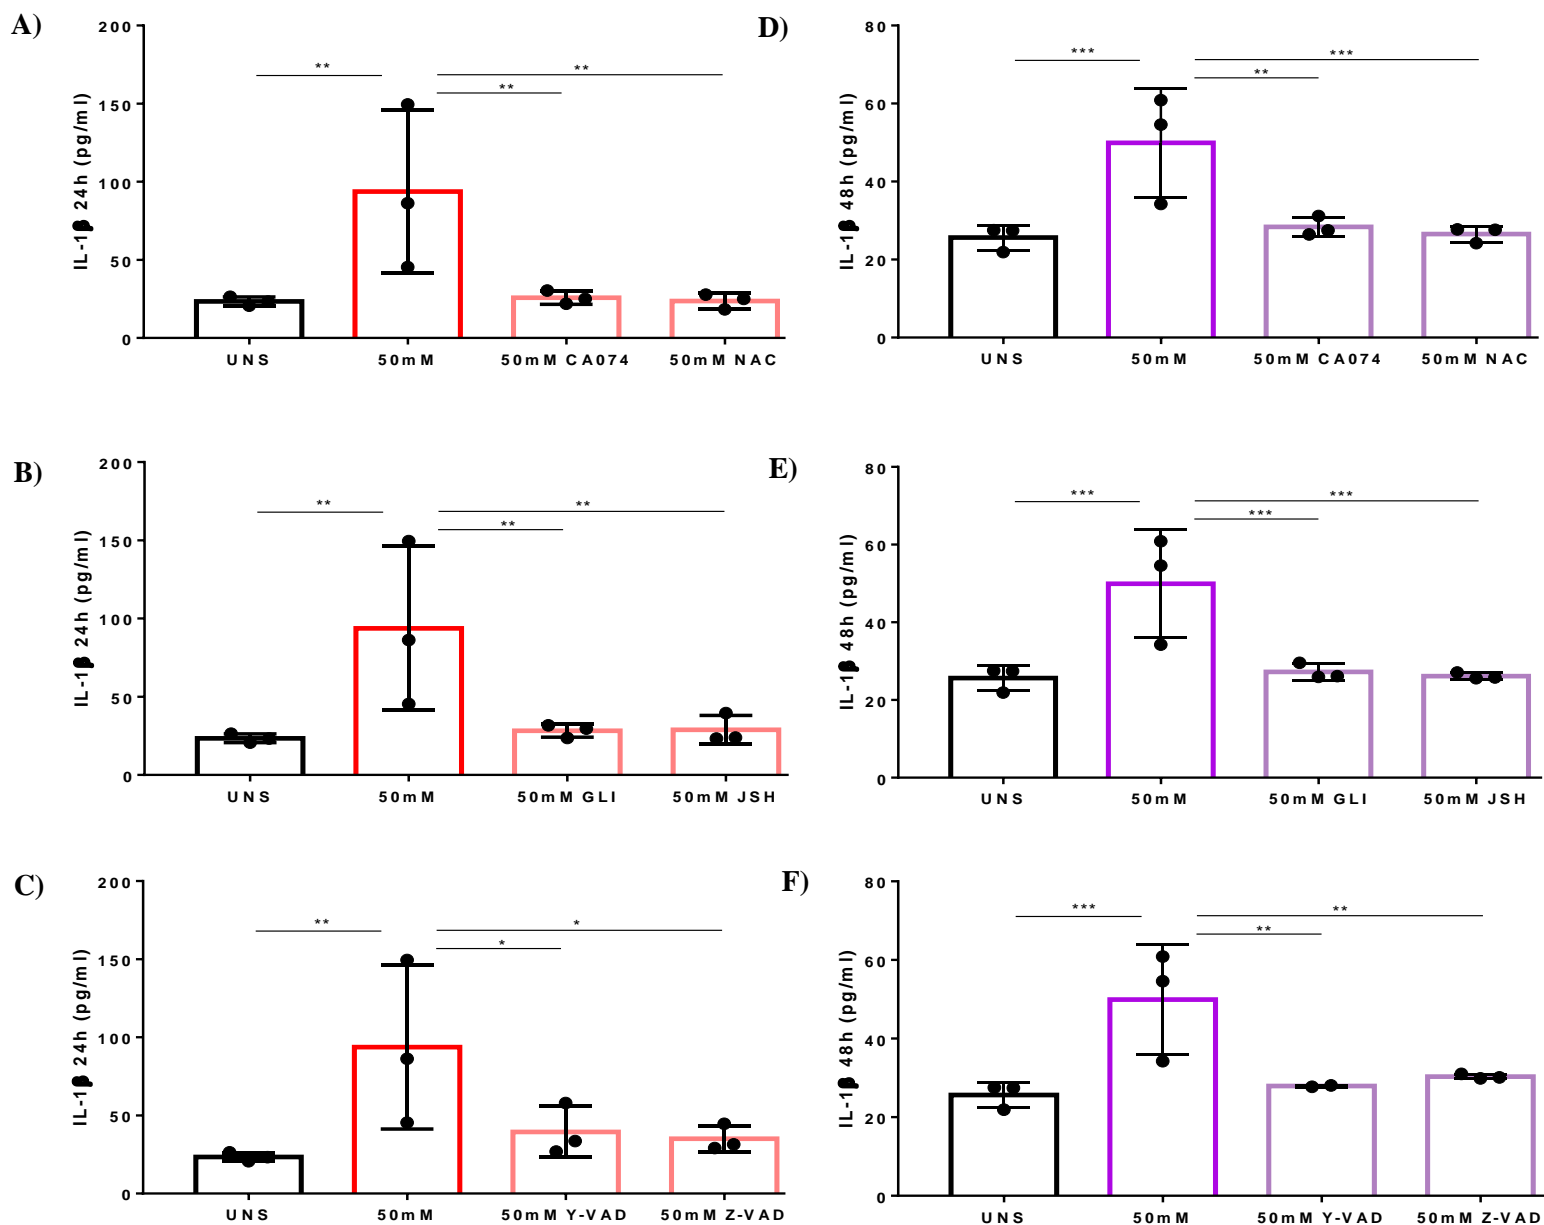 A)
IL-1β 24h (pg/ml)
200
150
100
50
0
**
**
**
UNS
50mM
50mM CA074
50mM NAC
D)
IL-1β 48h (pg/ml)
80
60
40
20
0
***
***
**
UNS
50mM
50mM CA074
50mM NAC
B)
IL-1β 24h (pg/ml)
200
150
100
50
0
**
**
**
UNS
50mM
50mM GLI
50mM JSH
E)
IL-1β 48h (pg/ml)
80
60
40
20
0
***
***
***
UNS
50mM
50mM GLI
50mM JSH
C)
IL-1β 24h (pg/ml)
200
150
100
50
0
**
*
*
UNS
50mM
50mM Y-VAD
50mM Z-VAD
F)
IL-1β 48h (pg/ml)
80
60
40
20
0
***
**
**
UNS
50mM
50mM Y-VAD
50mM Z-VAD